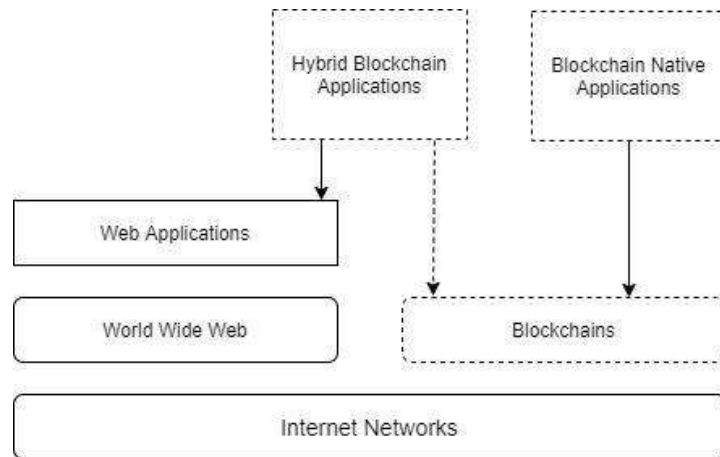 Hybrid Blockchain
Applications
Blockchain Native
Applications
Web Applications
World Wide Web
Blockchains
Internet Networks